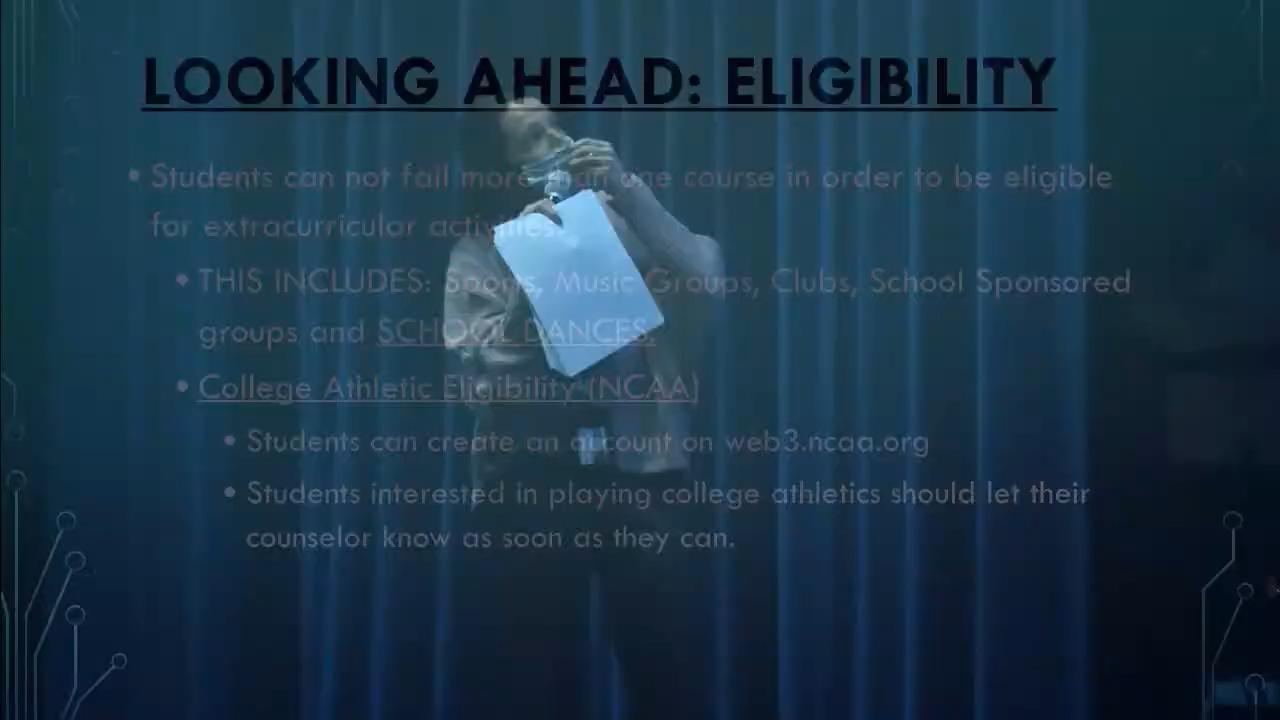 LOOKING AHEAD: ELIGIBILITY
• Students can not fail more than one course in order to be eligible
for extracurricular activities.
• THIS INCLUDES: Sports, Music Groups, Clubs, School Sponsored
groups and SCHOOL DANCES.
• College Athletic Eligibility (NCAA)
• Students can create an account on web3.ncaa.org
• Students interested in playing college athletics should let their
counselor know as soon as they can.